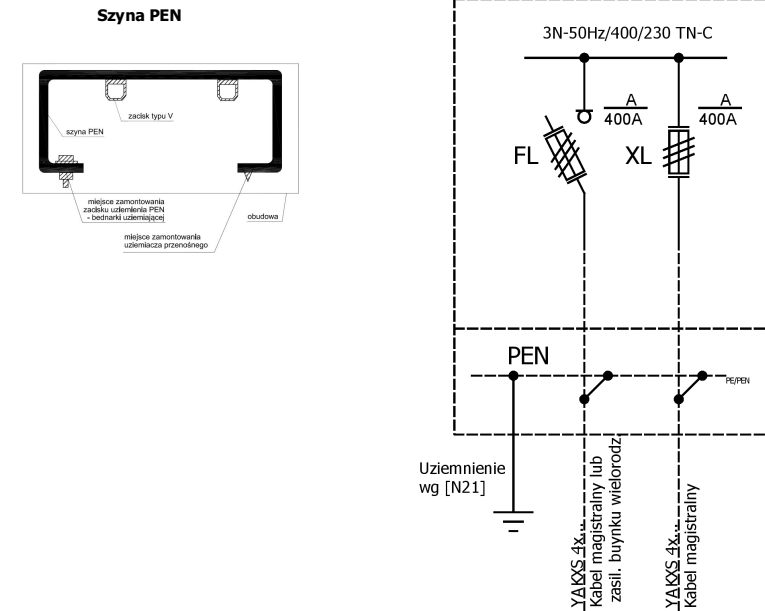 Szyna PEN
zacisk typu V
szyna PEN
miejsce zamontowania
zacisku uziemienia PEN
- bednarki uziemiającej
obudowa
miejsce zamontowania
uziemiacza przenośnego
3N-50Hz/400/230 TN-C
A
400A
A
400A
FL
XL
PEN
PE/PEN
Uziemnienie
wg [N21]
YAKXS 4x...
Kabel magistralny lub
zasil. buynku wielorodz.
YAKXS 4x...
Kabel magistralny